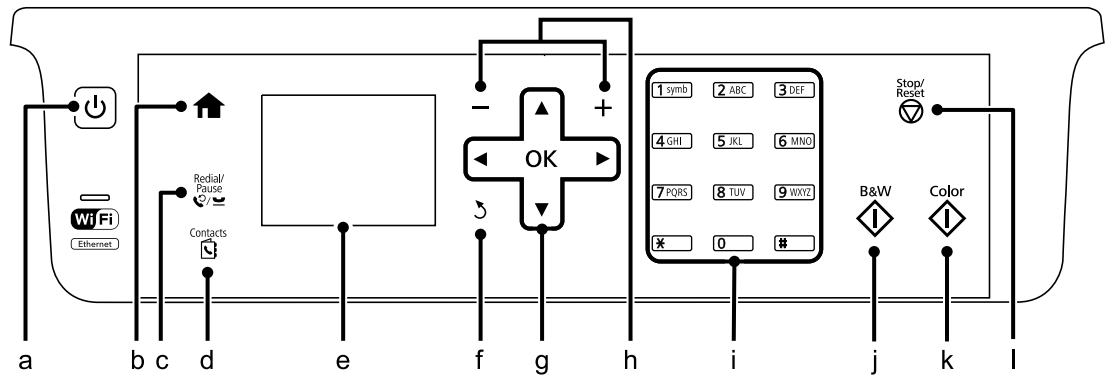 Stop/
Reset
1 symb 2 ABC 3 DEF
4 GHI 5 JKL 6 MNO
7 PQRS 8 TUV 9 WXYZ
* 0 #
− +
OK
Redial/
Pause
/
Contacts
Wi Fi
Ethernet
B&W Color
a b c d e f g h i j k l